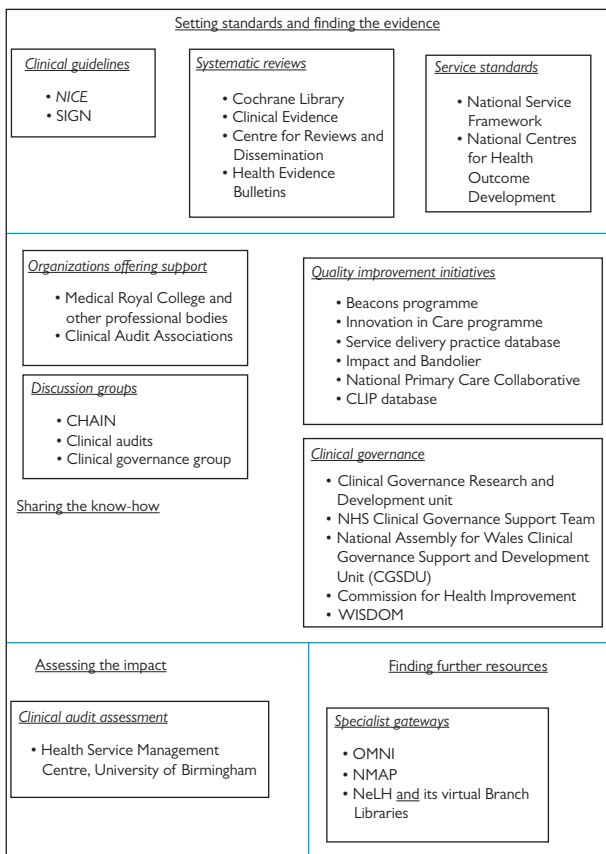 Setting standards and finding the evidence
Clinical guidelines
• NICE
• SIGN
Systematic reviews
• Cochrane Library
• Clinical Evidence
• Centre for Reviews and
Dissemination
• Health Evidence
Bulletins
Service standards
• National Service
Framework
• National Centres
for Health
Outcome
Development
Organizations offering support
• Medical Royal College and
other professional bodies
• Clinical Audit Associations
Discussion groups
• CHAIN
• Clinical audits
• Clinical governance group
Sharing the know-how
Quality improvement initiatives
• Beacons programme
• Innovation in Care programme
• Service delivery practice database
• Impact and Bandolier
• National Primary Care Collaborative
• CLIP database
Clinical governance
• Clinical Governance Research and
Development unit
• NHS Clinical Governance Support Team
• National Assembly for Wales Clinical
Governance Support and Development
Unit (CGSDU)
• Commission for Health Improvement
• WISDOM
Assessing the impact
Clinical audit assessment
• Health Service Management
Centre, University of Birmingham
Finding further resources
Specialist gateways
• OMNI
• NMAP
• NeLH and its virtual Branch
Libraries